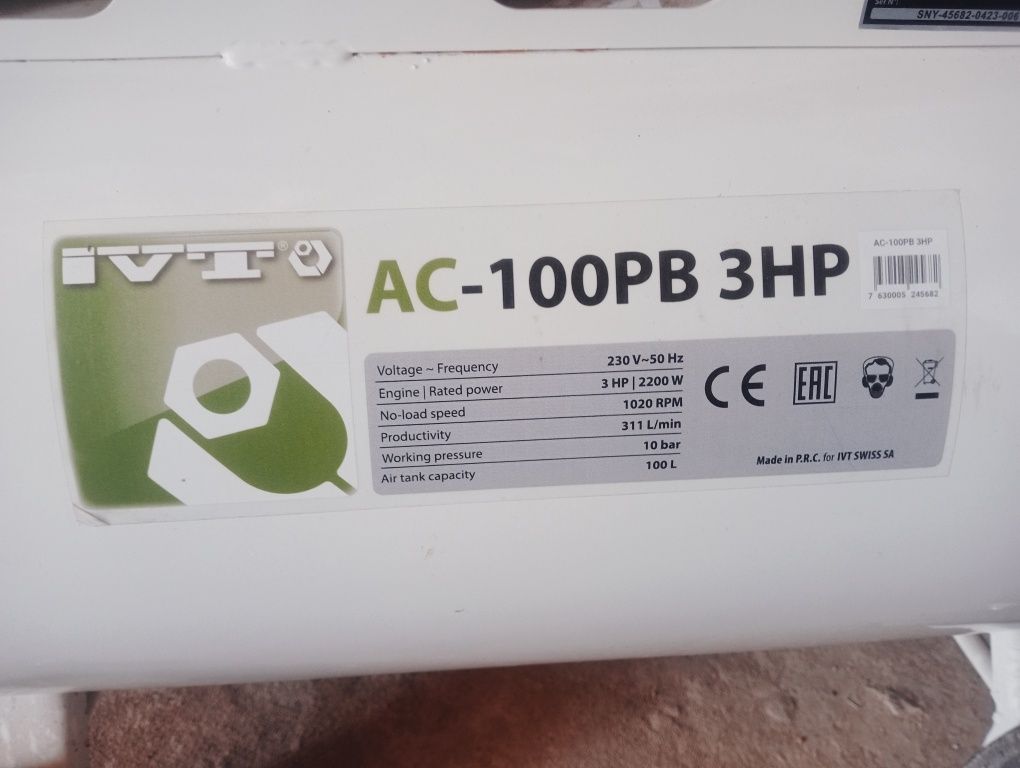 Ser N°:
SNY-45682-0423-006
IVT®
AC-100PB 3HP
AC-100PB 3HP
7 630005 245682
Voltage ~ Frequency 230 V~50 Hz
Engine | Rated power 3 HP | 2200 W
No-load speed 1020 RPM
Productivity 311 L/min
Working pressure 10 bar
Air tank capacity 100 L
CE EAC
Made in P.R.C. for IVT SWISS SA